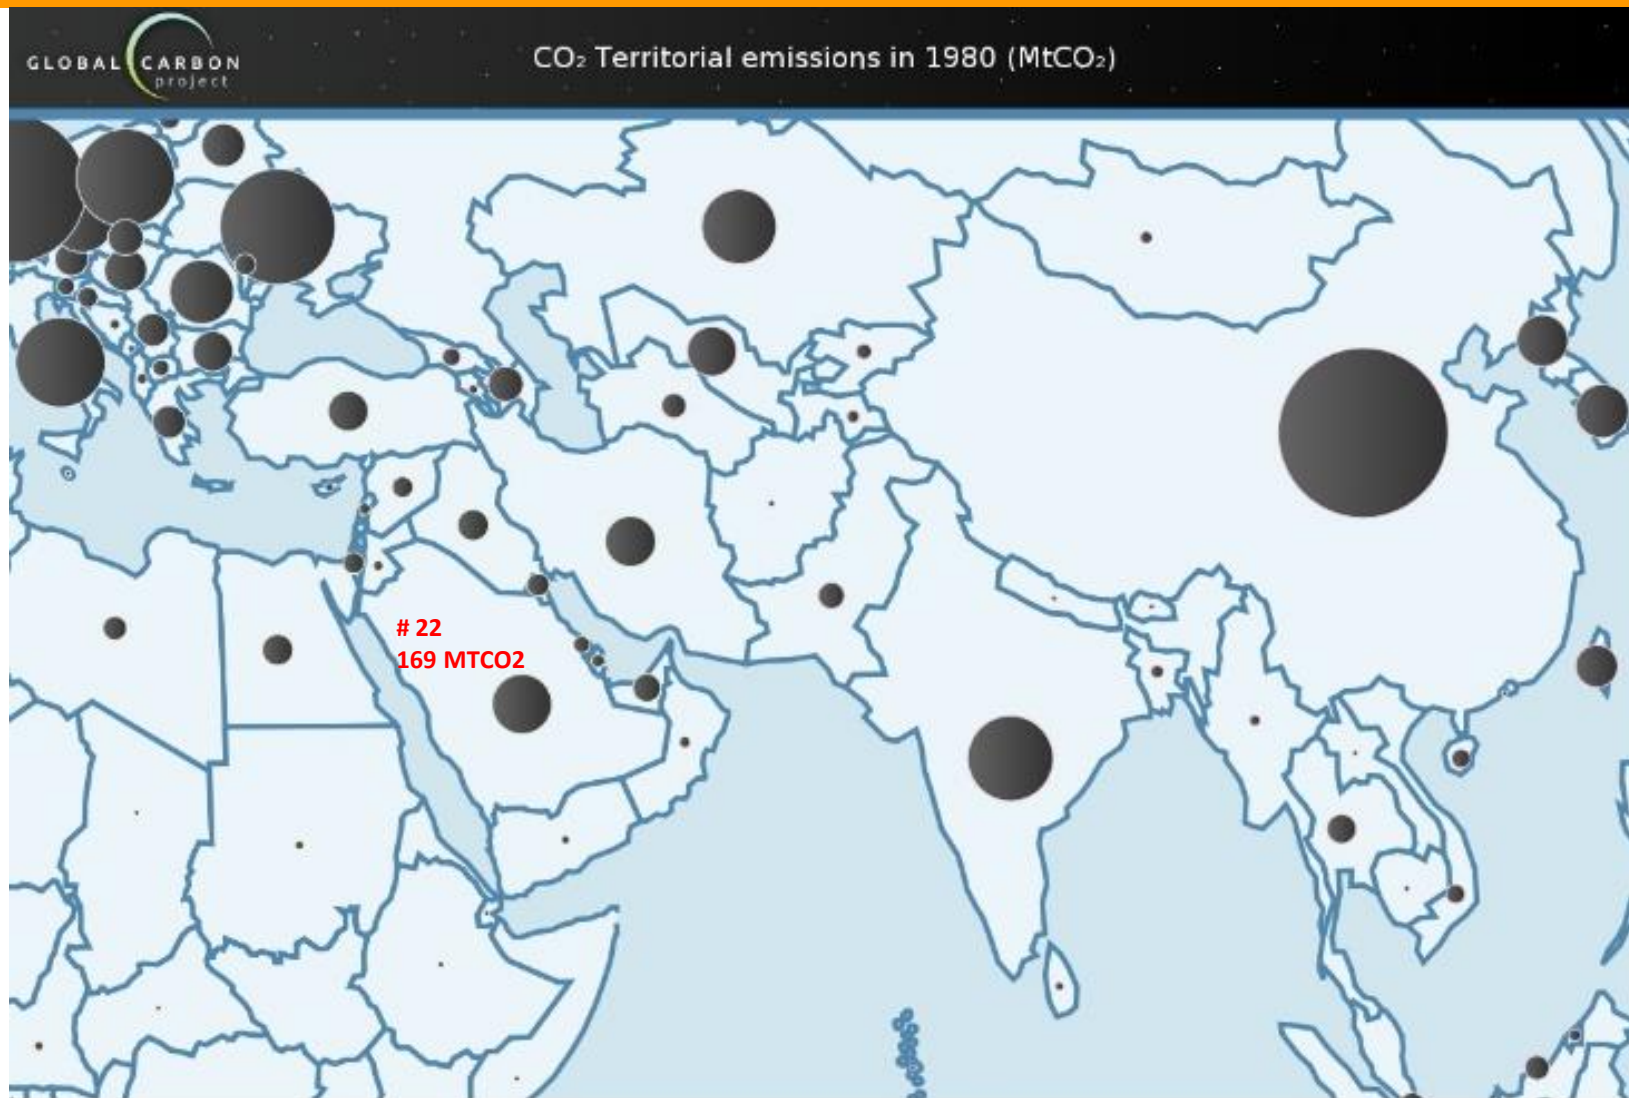 GLOBAL CARBON
project
CO₂ Territorial emissions in 1980 (MtCO₂)
# 22
169 MTCO2